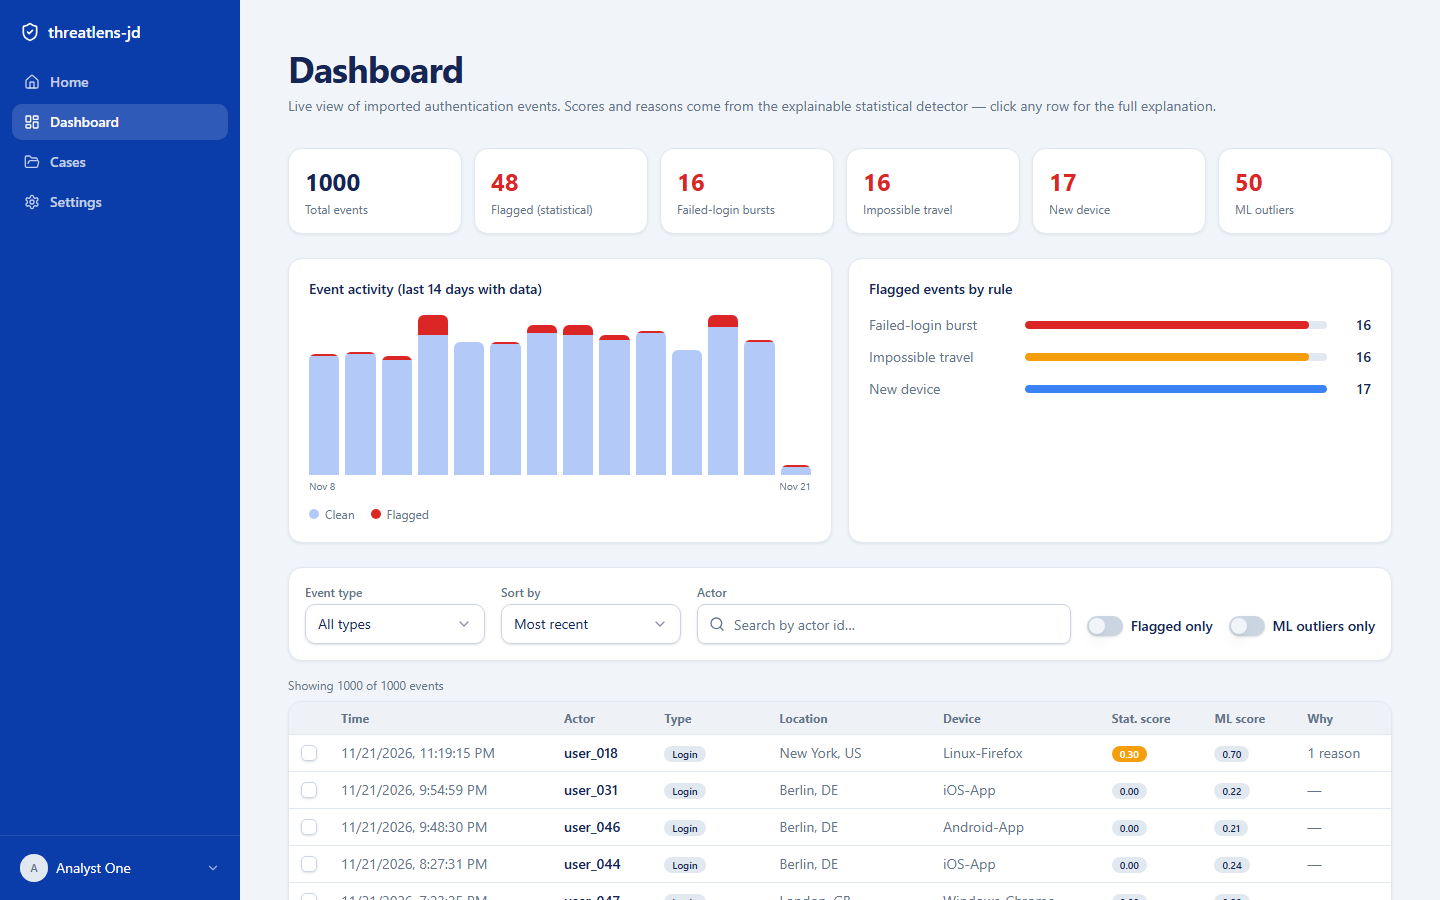 threatlens-jd
Home
Dashboard
Cases
Settings
A Analyst One
Dashboard
Live view of imported authentication events. Scores and reasons come from the explainable statistical detector — click any row for the full explanation.
1000
Total events
48
Flagged (statistical)
16
Failed-login bursts
16
Impossible travel
17
New device
50
ML outliers
Event activity (last 14 days with data)
Nov 8 Nov 21
Clean Flagged
Flagged events by rule
Failed-login burst 16
Impossible travel 16
New device 17
Event type
All types
Sort by
Most recent
Actor
Search by actor id...
Flagged only
ML outliers only
Showing 1000 of 1000 events
Time Actor Type Location Device Stat. score ML score Why
11/21/2026, 11:19:15 PM user_018 Login New York, US Linux-Firefox 0.30 0.70 1 reason
11/21/2026, 9:54:59 PM user_031 Login Berlin, DE iOS-App 0.00 0.22 —
11/21/2026, 9:48:30 PM user_046 Login Berlin, DE Android-App 0.00 0.21 —
11/21/2026, 8:27:31 PM user_044 Login Berlin, DE iOS-App 0.00 0.24 —